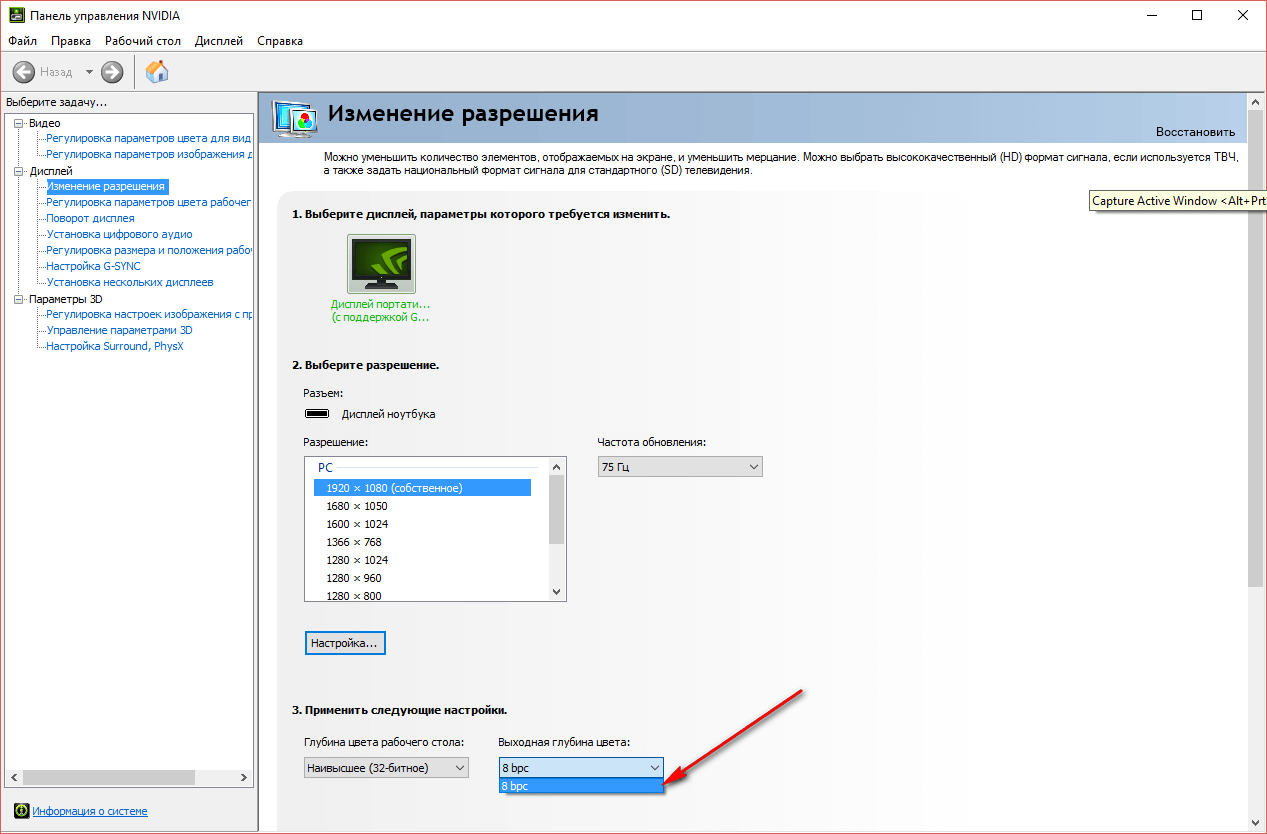 Панель управления NVIDIA
Файл Правка Рабочий стол Дисплей Справка
Назад
Выберите задачу...
Видео
Регулировка параметров цвета для вид
Регулировка параметров изображения д
Дисплей
Изменение разрешения
Регулировка параметров цвета рабочег
Поворот дисплея
Установка цифрового аудио
Регулировка размера и положения рабо
Настройка G-SYNC
Установка нескольких дисплеев
Параметры 3D
Регулировка настроек изображения с пр
Управление параметрами 3D
Настройка Surround, PhysX
Информация о системе
Изменение разрешения
Восстановить
Можно уменьшить количество элементов, отображаемых на экране, и уменьшить мерцание. Можно выбрать высококачественный (HD) формат сигнала, если используется ТВЧ,
а также задать национальный формат сигнала для стандартного (SD) телевидения.
Capture Active Window <Alt+Prt
1. Выберите дисплей, параметры которого требуется изменить.
Дисплей портати...
(с поддержкой G...
2. Выберите разрешение.
Разъем:
Дисплей ноутбука
Разрешение:
Частота обновления:
PC
75 Гц
1920 × 1080 (собственное)
1680 × 1050
1600 × 1024
1366 × 768
1280 × 1024
1280 × 960
1280 × 800
Настройка...
3. Применить следующие настройки.
Глубина цвета рабочего стола:
Выходная глубина цвета:
Наивысшее (32-битное)
8 bpc
8 bpc